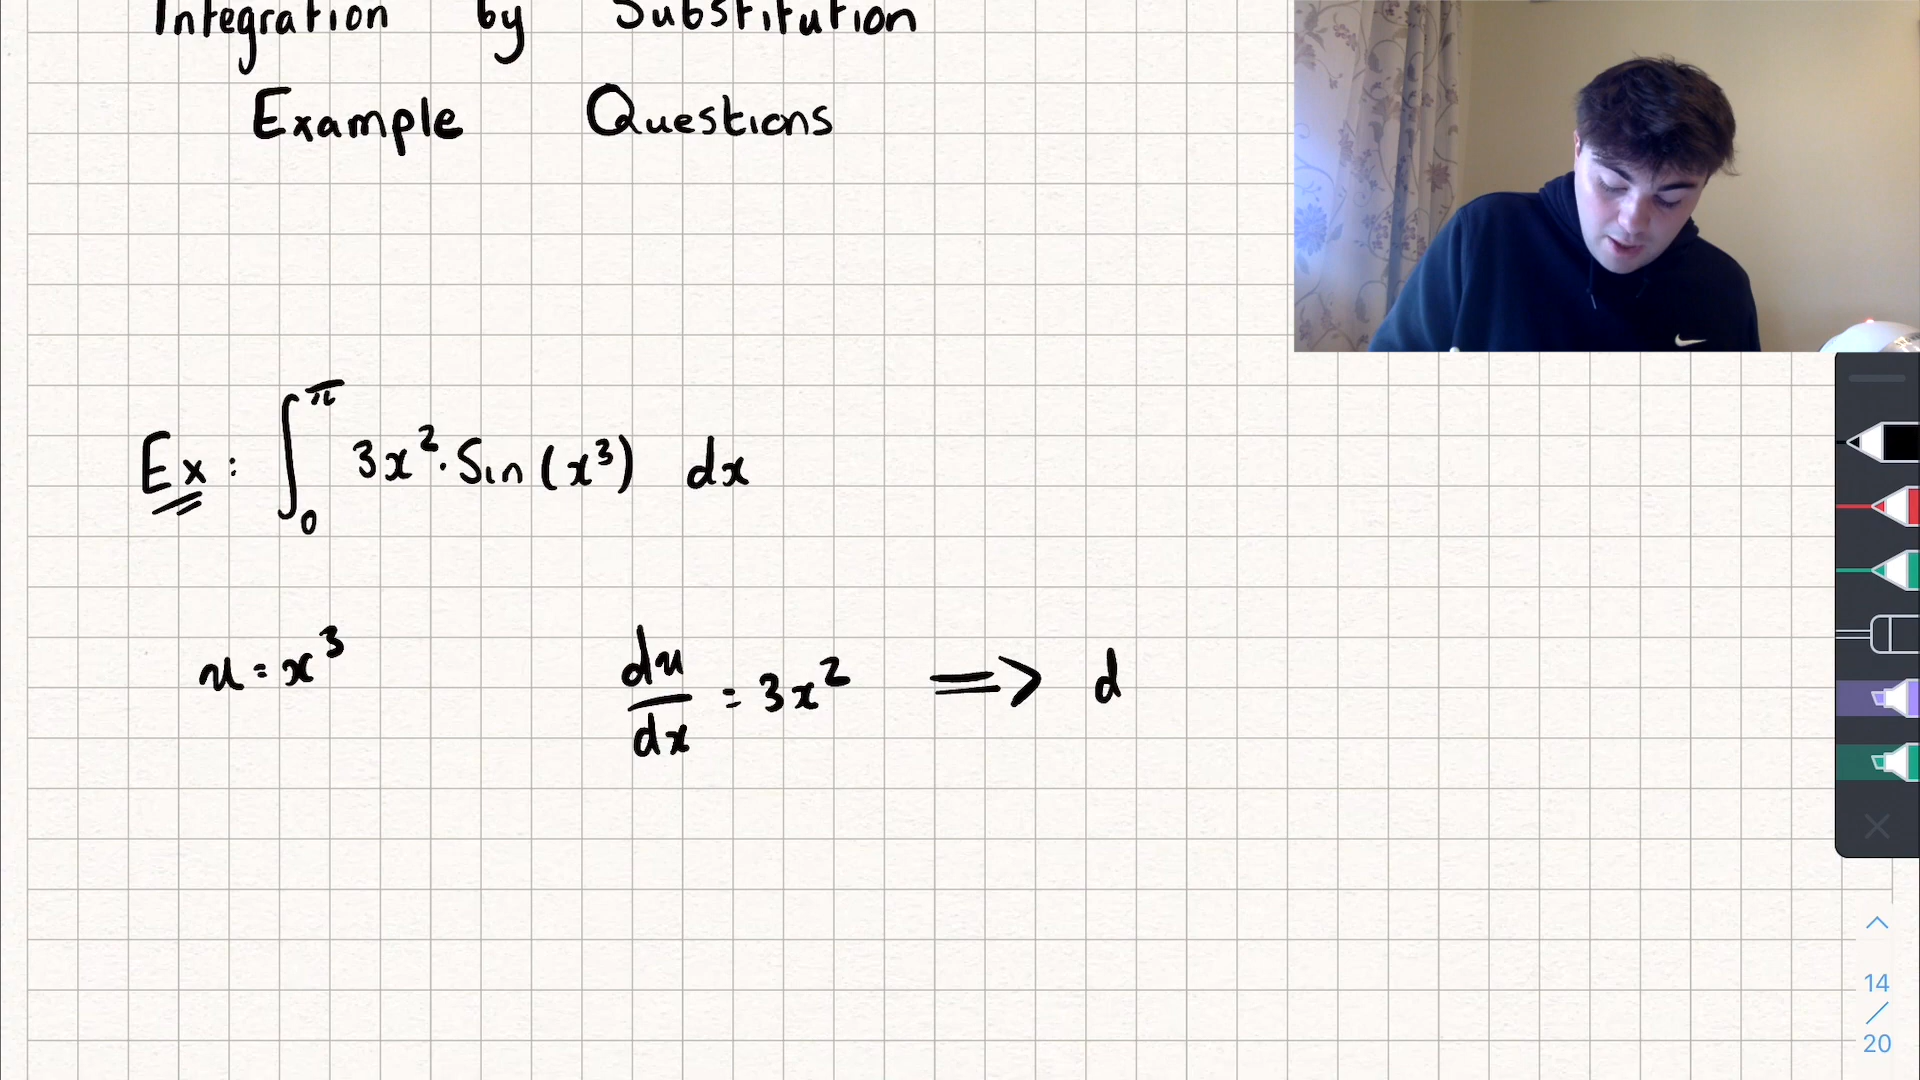 Integration by Substitution
Example Questions
Ex: ∫₀^π 3x²·Sin(x³) dx
u = x³ du/dx = 3x² => d
14
/
20